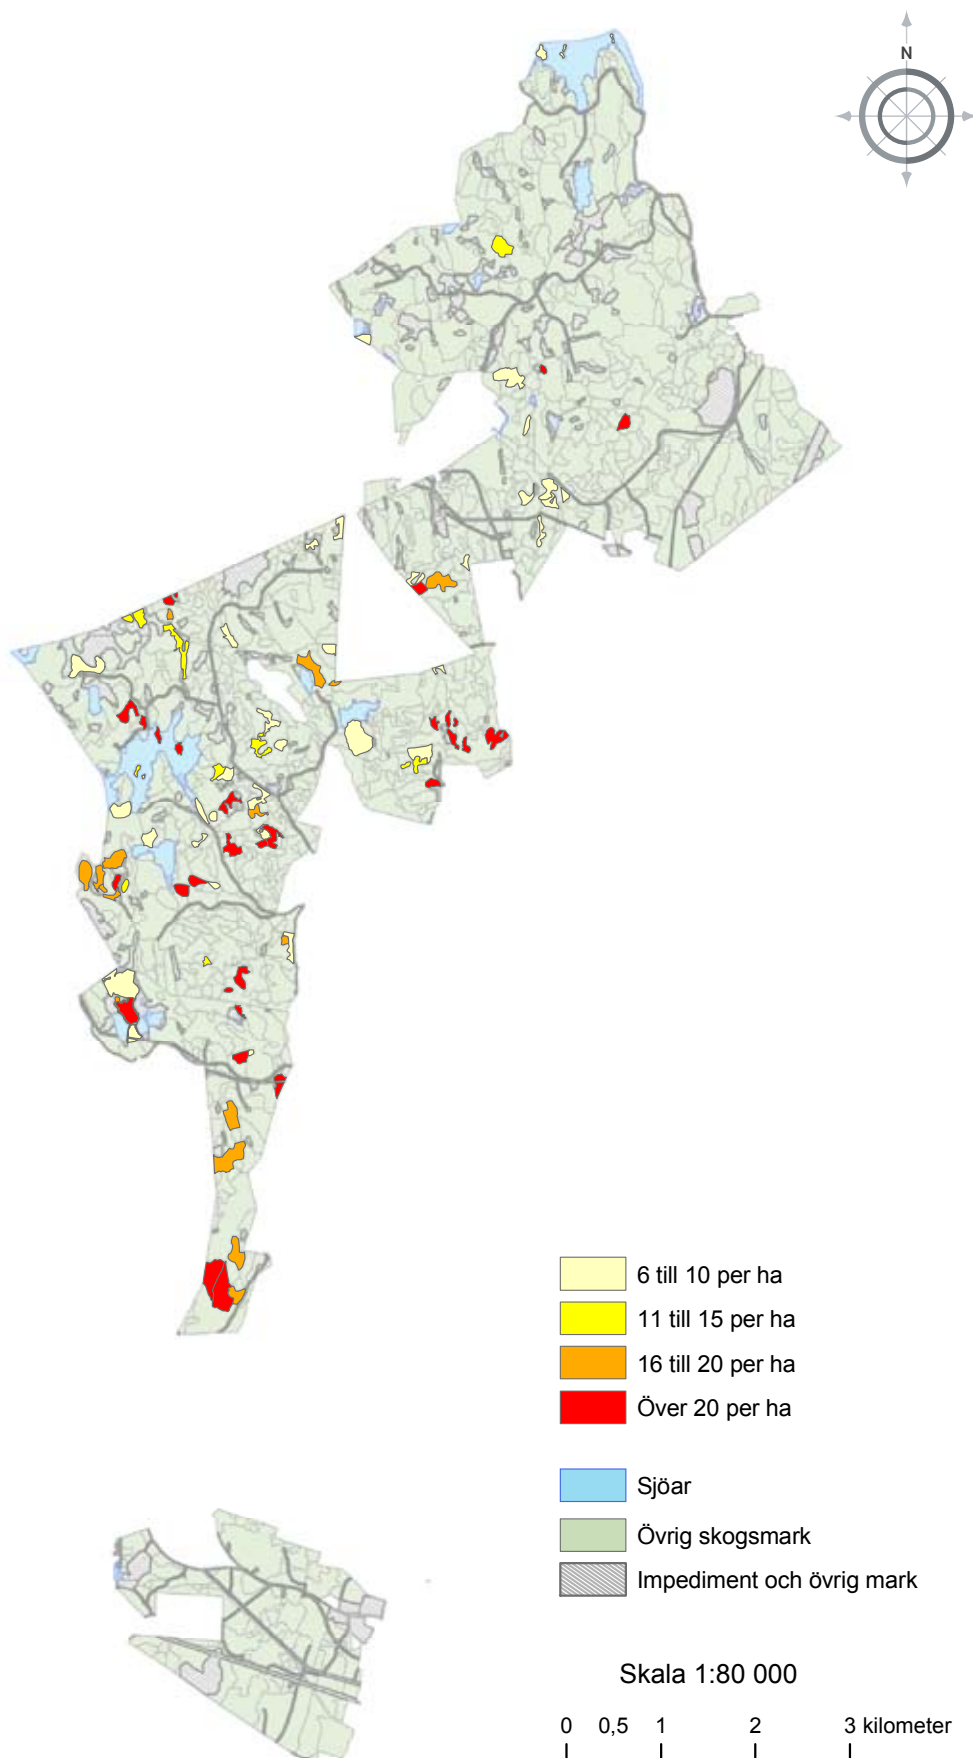 N
6 till 10 per ha
11 till 15 per ha
16 till 20 per ha
Över 20 per ha
Sjöar
Övrig skogsmark
Impediment och övrig mark
Skala 1:80 000
0 0,5 1 2 3 kilometer